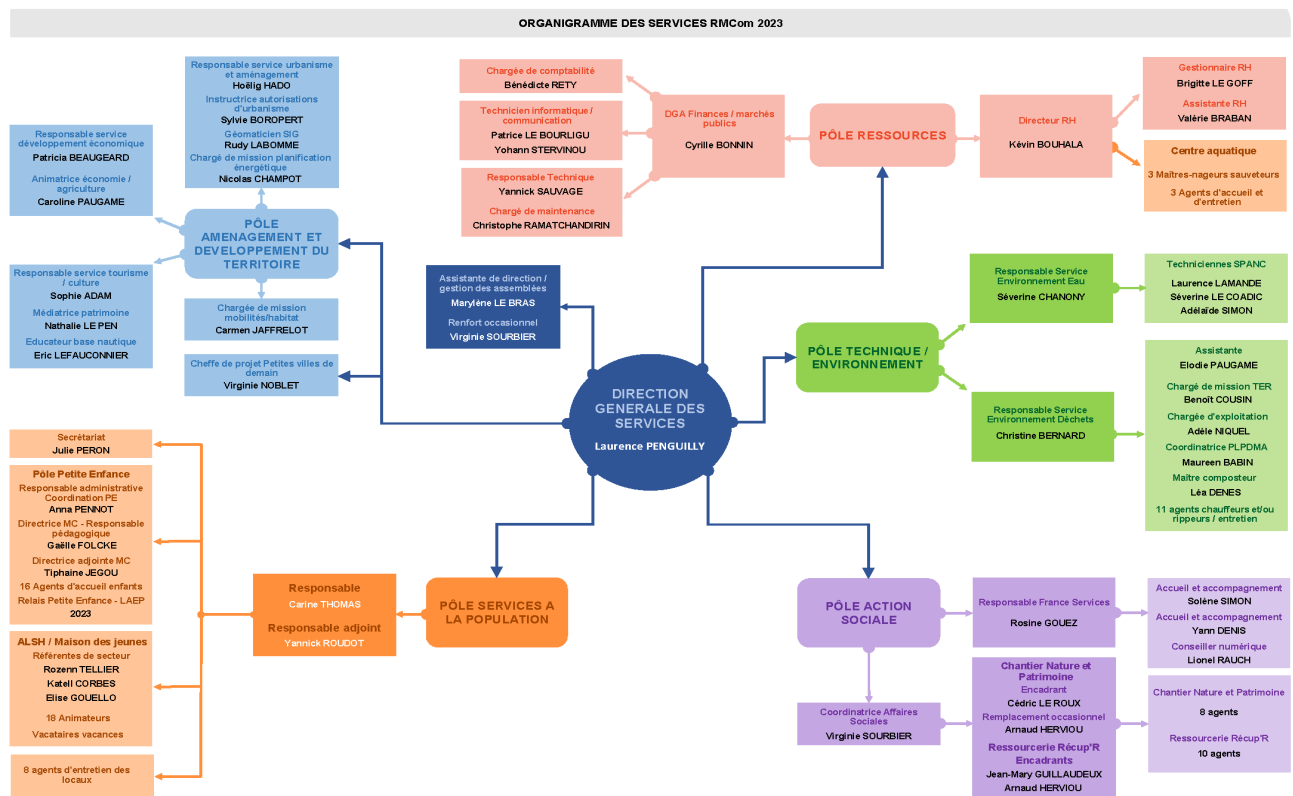 ORGANIGRAMME DES SERVICES RMCom 2023
Responsable service urbanisme
et aménagement
Hoëlig HADO
Instructrice autorisations
d'urbanisme
Sylvie BOROPERT
Géomaticien SIG
Rudy LABOMME
Chargé de mission planification
énergétique
Nicolas CHAMPOT
Responsable service
développement économique
Patricia BEAUGEARD
Animatrice économie /
agriculture
Caroline PAUGAME
PÔLE
AMENAGEMENT ET
DEVELOPPEMENT DU
TERRITOIRE
Responsable service tourisme
/ culture
Sophie ADAM
Médiatrice patrimoine
Nathalie LE PEN
Educateur base nautique
Eric LEFAUCONNIER
Chargée de mission
mobilités/habitat
Carmen JAFFRELOT
Cheffe de projet Petites villes de
demain
Virginie NOBLET
Chargée de comptabilité
Bénédicte RETY
Technicien informatique /
communication
Patrice LE BOURLIGU
Yohann STERVINOU
Responsable Technique
Yannick SAUVAGE
Chargé de maintenance
Christophe RAMATCHANDIRIN
DGA Finances / marchés
publics
Cyrille BONNIN
PÔLE RESSOURCES
Directeur RH
Kévin BOUHALA
Gestionnaire RH
Brigitte LE GOFF
Assistante RH
Valérie BRABAN
Centre aquatique
3 Maîtres-nageurs sauveteurs
3 Agents d'accueil et
d'entretien
Assistante de direction /
gestion des assemblées
Marylène LE BRAS
Renfort occasionnel
Virginie SOURBIER
DIRECTION
GENERALE DES
SERVICES
Laurence PENGUILLY
PÔLE TECHNIQUE /
ENVIRONNEMENT
Responsable Service
Environnement Eau
Séverine CHANONY
Techniciennes SPANC
Laurence LAMANDE
Séverine LE COADIC
Adélaïde SIMON
Responsable Service
Environnement Déchets
Christine BERNARD
Assistante
Elodie PAUGAME
Chargé de mission TER
Benoît COUSIN
Chargée d'exploitation
Adèle NIQUEL
Coordinatrice PLPDMA
Maureen BABIN
Maître composteur
Léa DENES
11 agents chauffeurs et/ou
rippeurs / entretien
Secrétariat
Julie PERON
Pôle Petite Enfance
Responsable administrative
Coordination PE
Anna PENNOT
Directrice MC - Responsable
pédagogique
Gaëlle FOLCKE
Directrice adjointe MC
Tiphaine JEGOU
16 Agents d'accueil enfants
Relais Petite Enfance - LAEP
2023
ALSH / Maison des jeunes
Référentes de secteur
Rozenn TELLIER
Katell CORBES
Elise GOUELLO
18 Animateurs
Vacataires vacances
8 agents d'entretien des
locaux
Responsable
Carine THOMAS
Responsable adjoint
Yannick ROUDOT
PÔLE SERVICES A
LA POPULATION
PÔLE ACTION
SOCIALE
Responsable France Services
Rosine GOUEZ
Accueil et accompagnement
Solène SIMON
Accueil et accompagnement
Yann DENIS
Conseiller numérique
Lionel RAUCH
Coordinatrice Affaires
Sociales
Virginie SOURBIER
Chantier Nature et
Patrimoine
Encadrant
Cédric LE ROUX
Remplacement occasionnel
Arnaud HERVIOU
Ressourcerie Récup'R
Encadrants
Jean-Mary GUILLAUDEUX
Arnaud HERVIOU
Chantier Nature et Patrimoine
8 agents
Ressourcerie Récup'R
10 agents